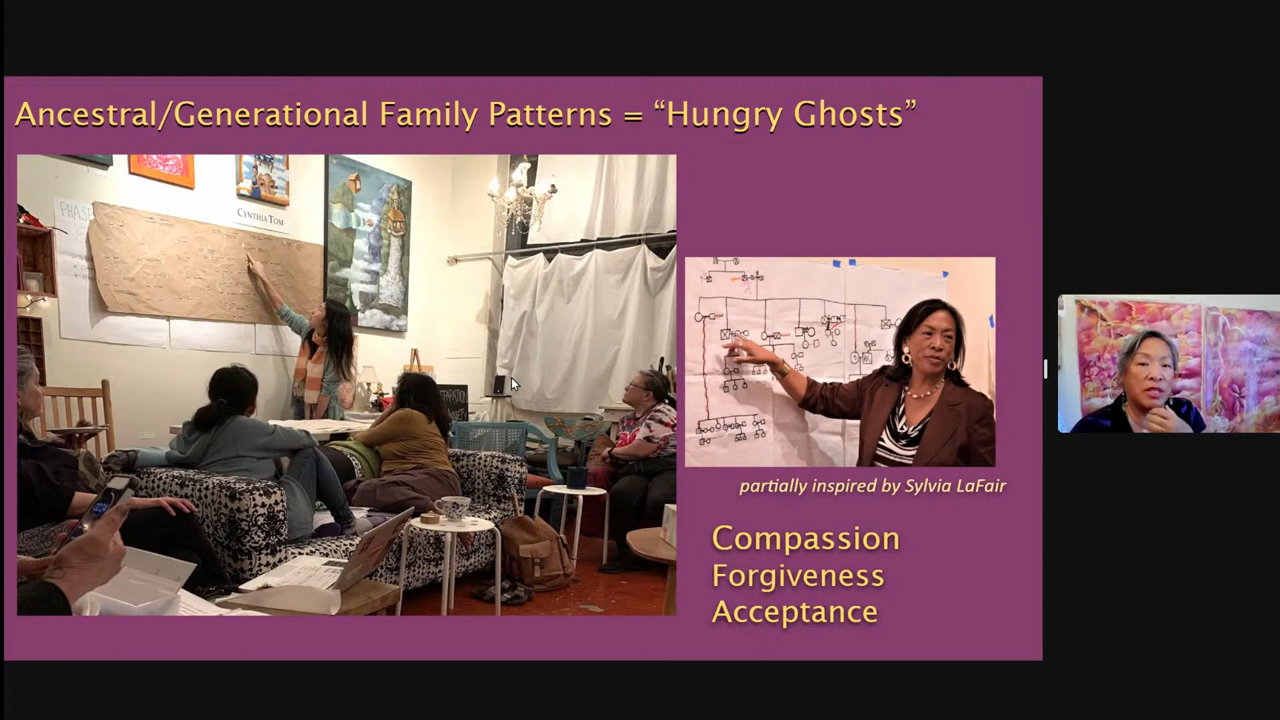 Ancestral/Generational Family Patterns = “Hungry Ghosts”
PHASE
CYNTHIA TOM
partially inspired by Sylvia LaFair
Compassion
Forgiveness
Acceptance